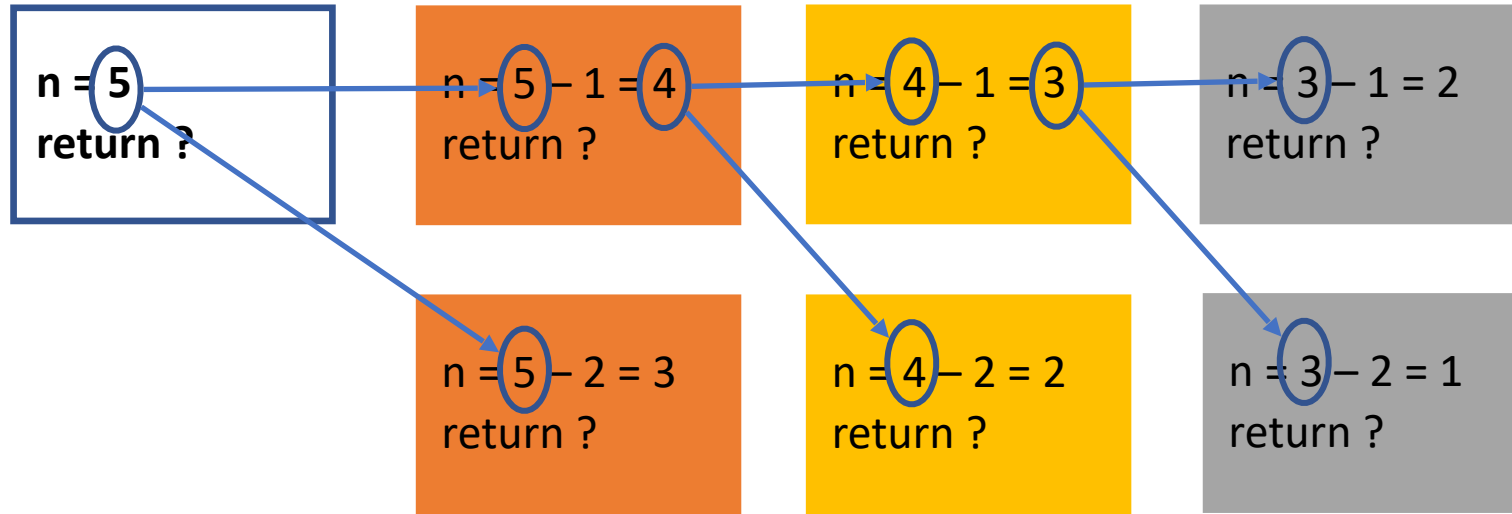 n = 5
return ?
n = 5 – 1 = 4
return ?
n = 4 – 1 = 3
return ?
n = 3 – 1 = 2
return ?
n = 5 – 2 = 3
return ?
n = 4 – 2 = 2
return ?
n = 3 – 2 = 1
return ?